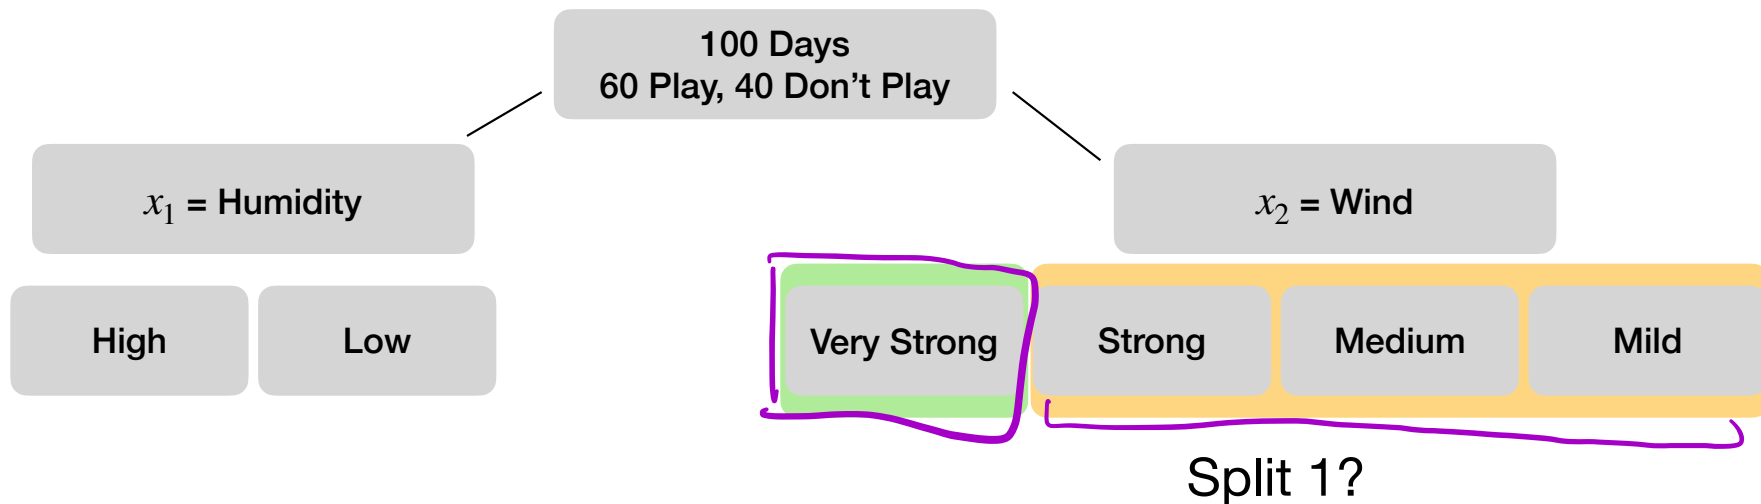 100 Days
60 Play, 40 Don't Play
x₁ = Humidity
x₂ = Wind
High
Low
Very Strong
Strong
Medium
Mild
Split 1?